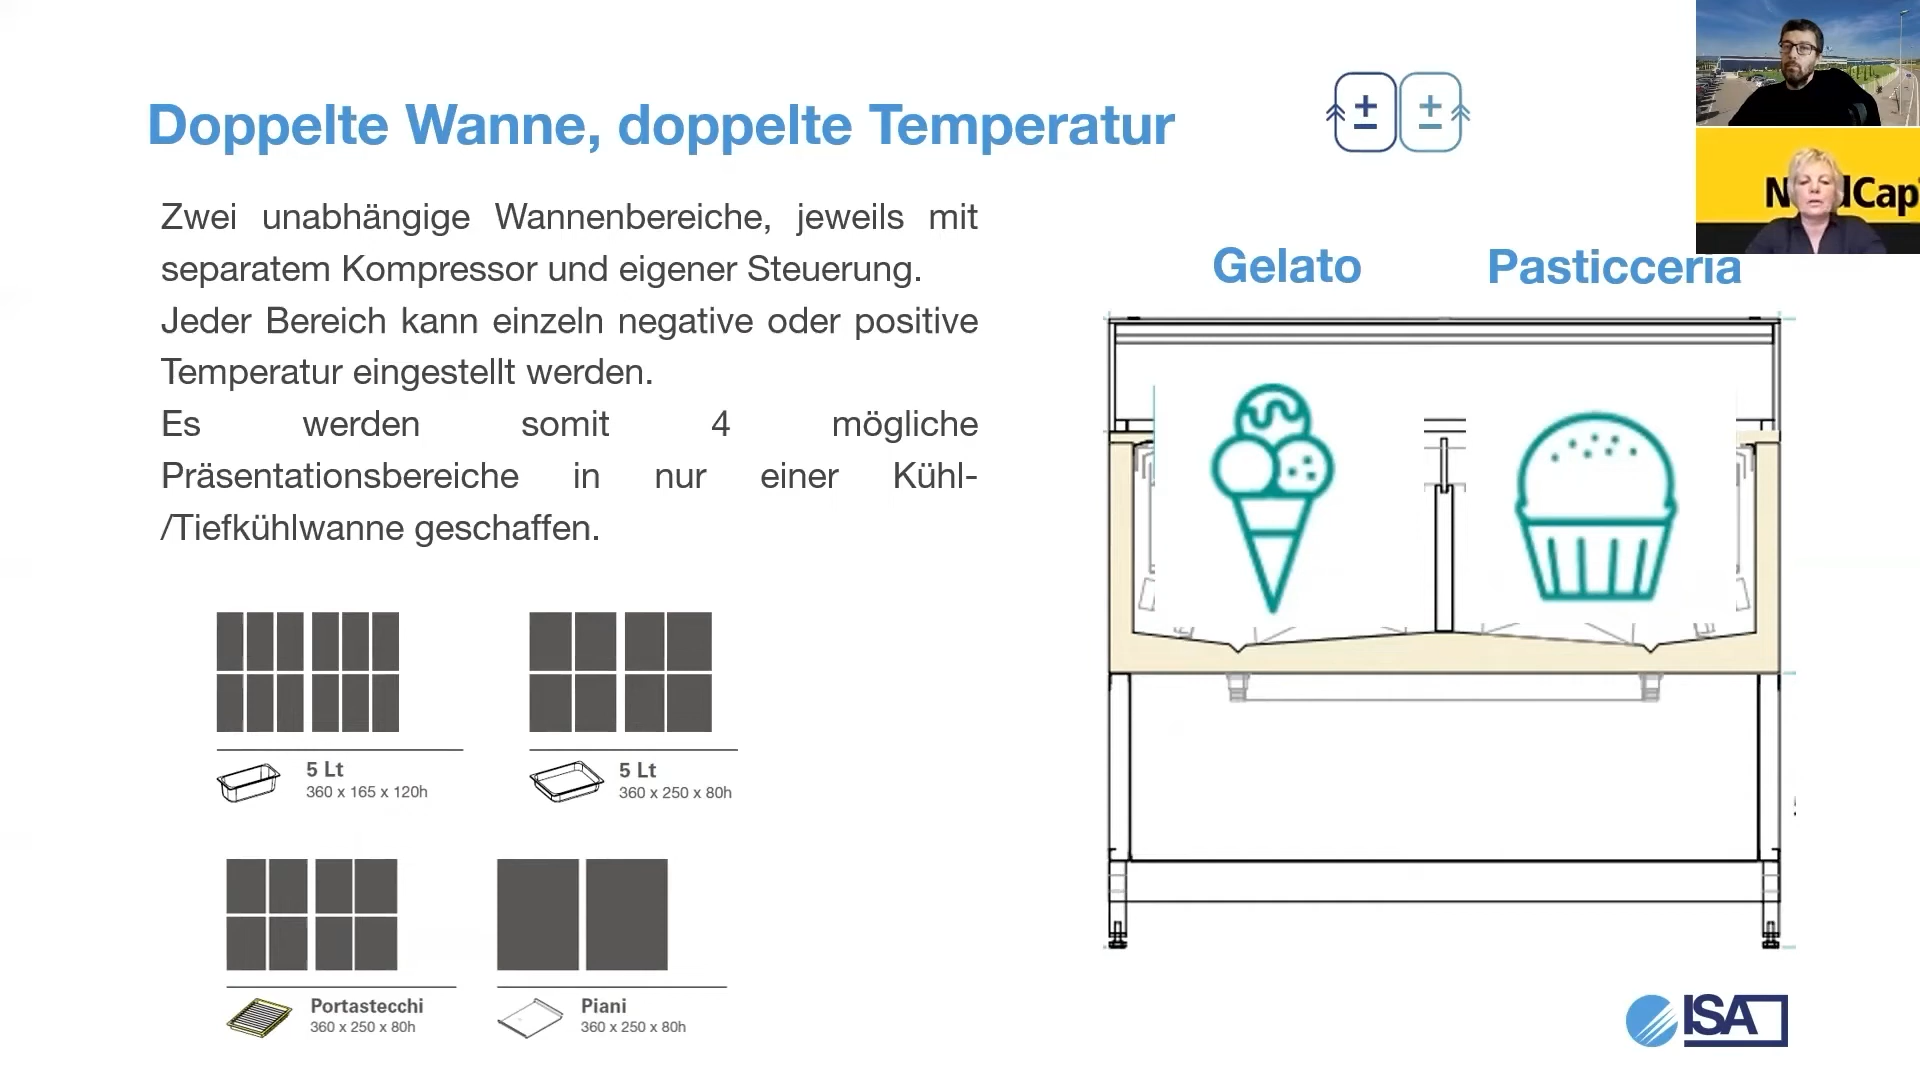 Doppelte Wanne, doppelte Temperatur
Zwei unabhängige Wannenbereiche, jeweils mit
separatem Kompressor und eigener Steuerung.
Jeder Bereich kann einzeln negative oder positive
Temperatur eingestellt werden.
Es werden somit 4 mögliche
Präsentationsbereiche in nur einer Kühl-
/Tiefkühlwanne geschaffen.
Gelato
Pasticceria
5 Lt
360 x 165 x 120h
5 Lt
360 x 250 x 80h
Portastecchi
360 x 250 x 80h
Piani
360 x 250 x 80h
ISA